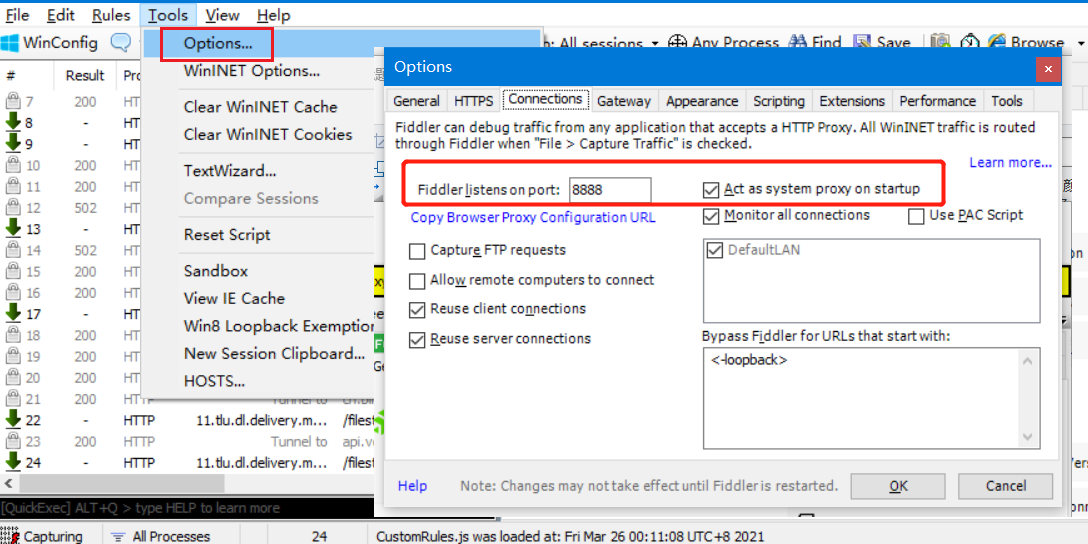 File Edit Rules Tools View Help
WinConfig
Options...
All sessions Any Process Find Save Browse
# Result
WinINET Options...
Clear WinINET Cache
Clear WinINET Cookies
TextWizard...
Compare Sessions
Reset Script
Sandbox
View IE Cache
Win8 Loopback Exemption
New Session Clipboard...
HOSTS...
7 200 HT
8 - HT
9 - HT
10 200 HT
11 200 HT
12 502 HT
13 - HT
14 502 HT
15 200 HT
16 200 HT
17 - HT
18 200 HT
19 200 HT
20 200 HT
21 200 HTTP Tunnel to
22 - HTTP 11.tlu.dl.delivery.m... /filest
23 200 HTTP Tunnel to api.v
24 - HTTP 11.tlu.dl.delivery.m... /filest
Options
General HTTPS Connections Gateway Appearance Scripting Extensions Performance Tools
Fiddler can debug traffic from any application that accepts a HTTP Proxy. All WinINET traffic is routed
through Fiddler when "File > Capture Traffic" is checked.
Learn more...
Fiddler listens on port: 8888
Act as system proxy on startup
Copy Browser Proxy Configuration URL
Monitor all connections Use PAC Script
Capture FTP requests
DefaultLAN
Allow remote computers to connect
Reuse client connections
Reuse server connections
Bypass Fiddler for URLs that start with:
<-loopback>
Help Note: Changes may not take effect until Fiddler is restarted. OK Cancel
[QuickExec] ALT+Q > type HELP to learn more
Capturing All Processes 24 CustomRules.js was loaded at: Fri Mar 26 00:11:08 UTC+8 2021